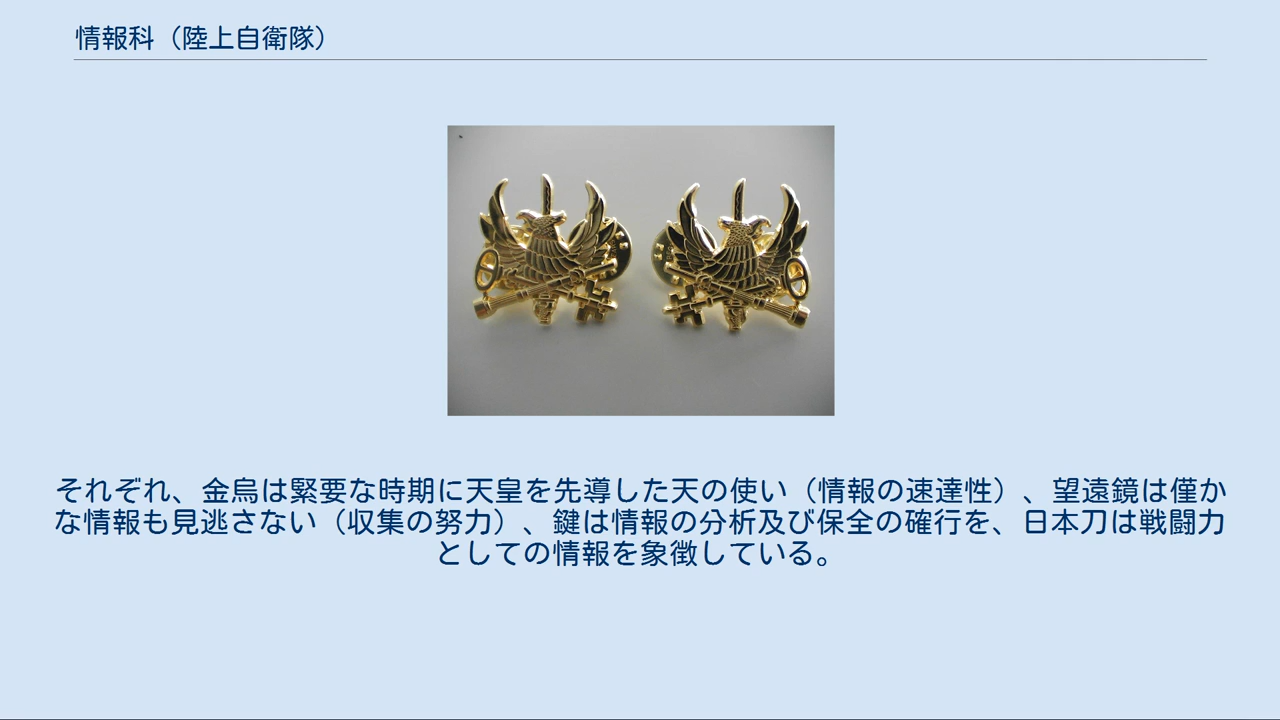 情報科（陸上自衛隊）
それぞれ、金烏は緊要な時期に天皇を先導した天の使い（情報の速達性）、望遠鏡は僅か
な情報も見逃さない（収集の努力）、鍵は情報の分析及び保全の確行を、日本刀は戦闘力
としての情報を象徴している。